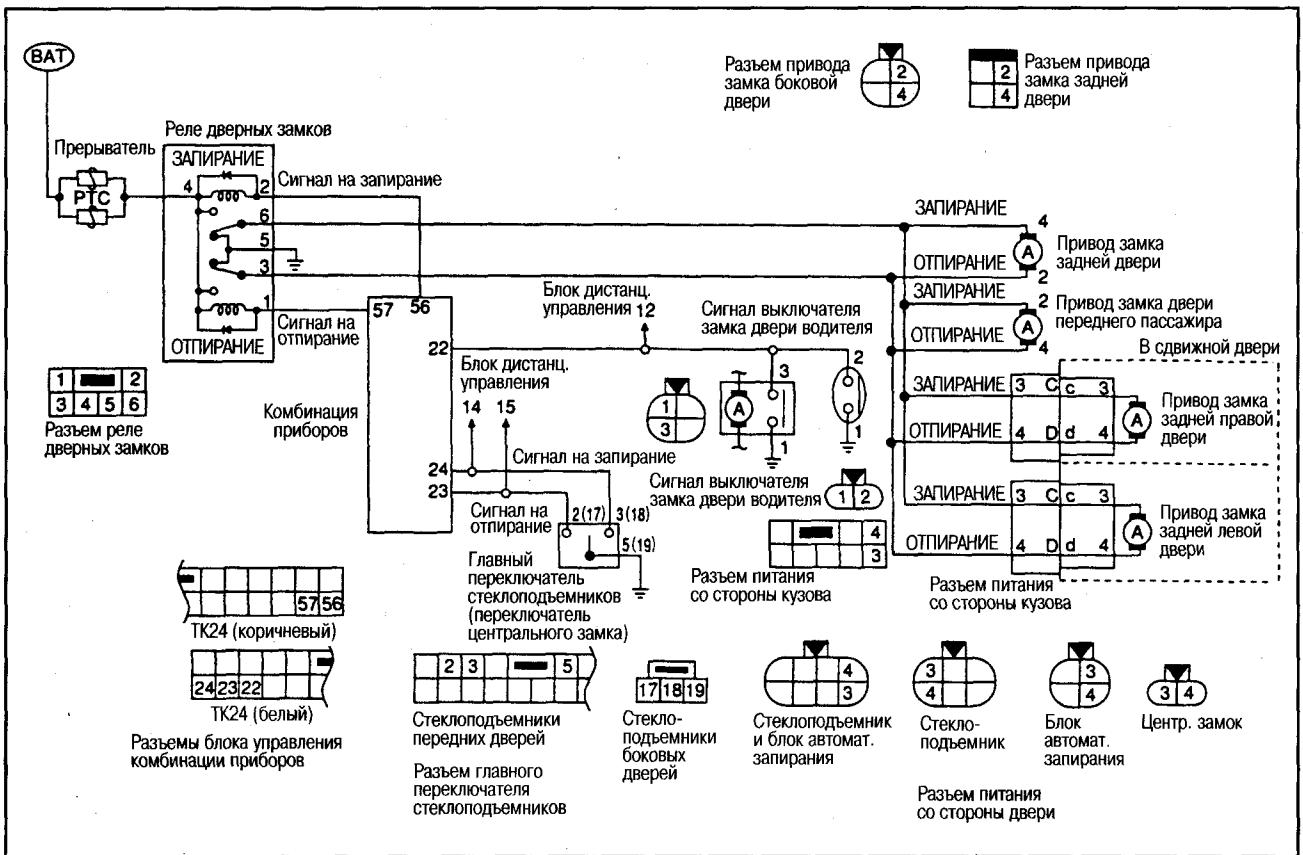 BAT
Разъем привода
замка боковой
двери
2
4
2
4
Разъем привода
замка задней
двери
Прерыватель
PTC
Реле дверных замков
ЗАПИРАНИЕ
4
2
Сигнал на запирание
6
5
3
1
Сигнал на
отпирание
ОТПИРАНИЕ
1
2
3
4
5
6
Разъем реле
дверных замков
57
56
22
24
23
Комбинация
приборов
Блок дистанц.
управления 12
Блок дистанц.
управления
14
15
Сигнал выключателя
замка двери водителя
3
A
1
2
1
1
3
Сигнал на запирание
Сигнал на
отпирание
2(17)
3(18)
5(19)
Главный
переключатель
стеклоподъемников
(переключатель
центрального замка)
Сигнал выключателя
замка двери водителя
1 2
4
3
Разъем питания
со стороны кузова
ЗАПИРАНИЕ
4
A
Привод замка
задней двери
ОТПИРАНИЕ
2
ЗАПИРАНИЕ
2
A
Привод замка двери
переднего пассажира
ОТПИРАНИЕ
4
В сдвижной двери
ЗАПИРАНИЕ
3 C c 3
A
Привод замка
задней правой
двери
ОТПИРАНИЕ
4 D d 4
ЗАПИРАНИЕ
3 C c 3
A
Привод замка
задней левой
двери
ОТПИРАНИЕ
4 D d 4
Разъем питания
со стороны кузова
57 56
ТК24 (коричневый)
24 23 22
ТК24 (белый)
Разъемы блока управления
комбинации приборов
2 3 5
Стеклоподъемники
передних дверей
Разъем главного
переключателя
стеклоподъемников
17 18 19
Стекло-
подъемники
боковых
дверей
4
3
Стеклоподъемник
и блок автомат.
запирания
3
4
Стекло-
подъемник
3
4
Блок
автомат.
запирания
3 4
Центр. замок
Разъем питания
со стороны двери